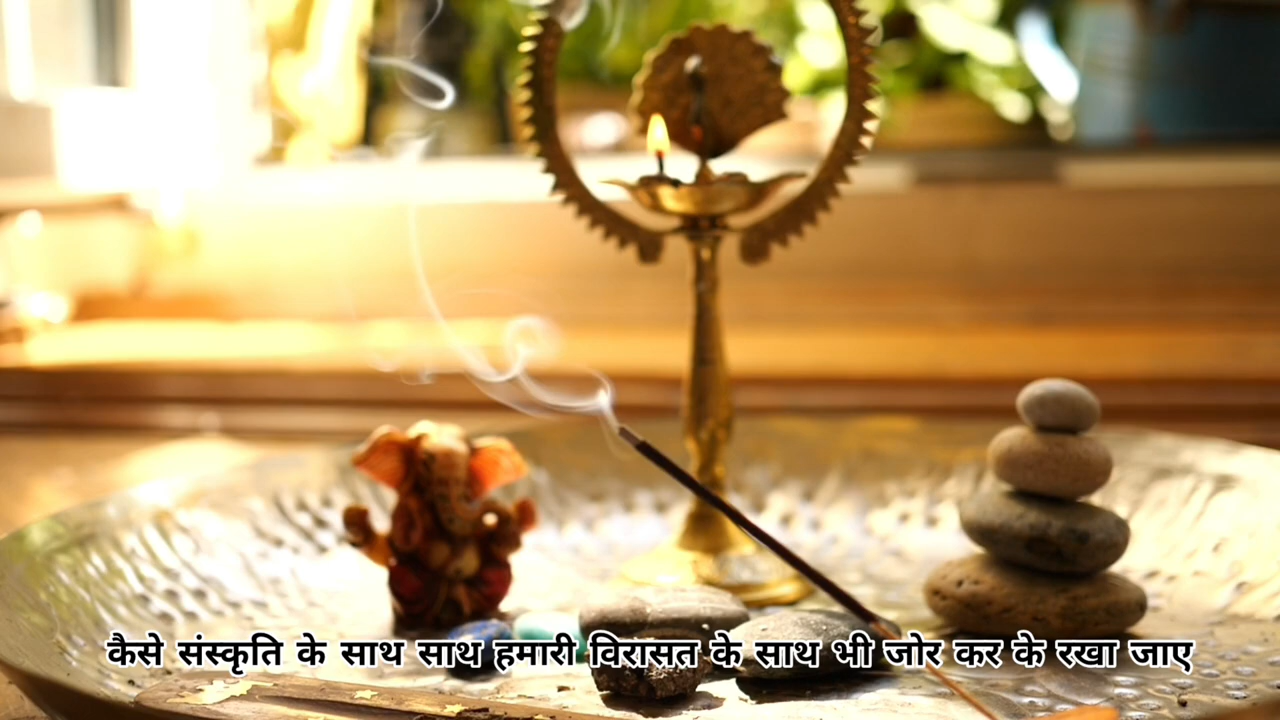 कैसे संस्कृति के साथ साथ हमारी विरासत के साथ भी जोर कर के रखा जाए